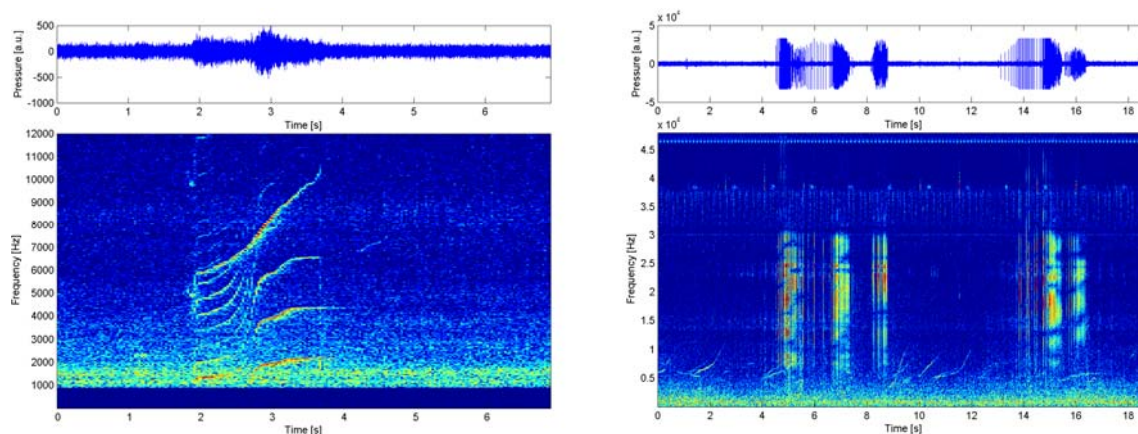 500
0
-500
-1000
Pressure [a.u.]
0 1 2 3 4 5 6
Time [s]
12000
11000
10000
9000
8000
7000
6000
5000
4000
3000
2000
1000
Frequency [Hz]
0 1 2 3 4 5 6
Time [s]
x 10⁴
5
0
-5
Pressure [a.u.]
0 2 4 6 8 10 12 14 16 18
Time [s]
x 10⁴
4.5
4
3.5
3
2.5
2
1.5
1
0.5
Frequency [Hz]
0 2 4 6 8 10 12 14 16 18
Time [s]